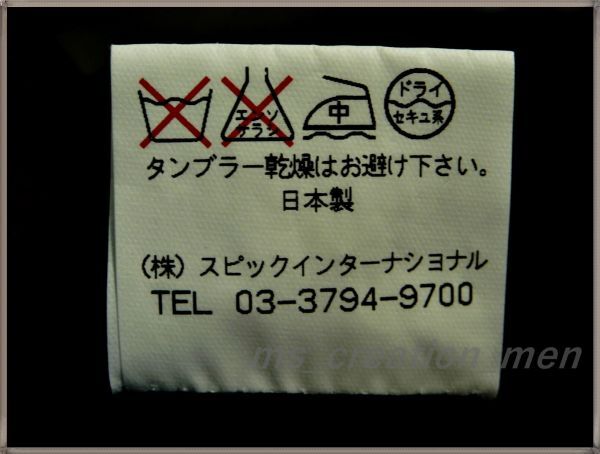 エンソ
サラシ
中
ドライ
セキユ系
タンブラー乾燥はお避け下さい。
日本製
(株) スピックインターナショナル
TEL 03-3794-9700
ms creation men